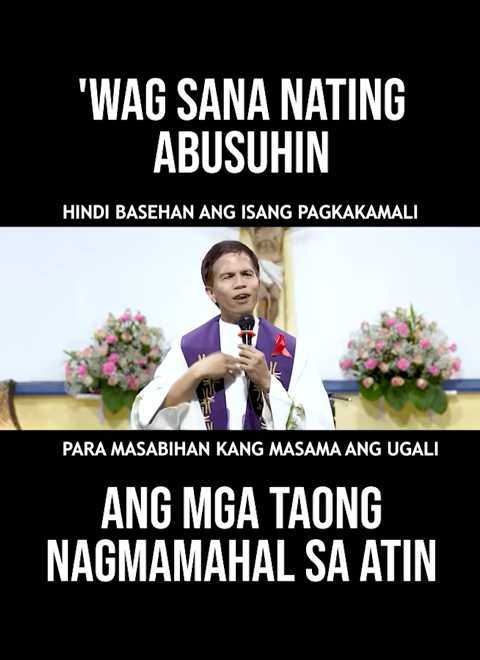 'WAG SANA NATING
ABUSUHIN
HINDI BASEHAN ANG ISANG PAGKAKAMALI
PARA MASABIHAN KANG MASAMA ANG UGALI
ANG MGA TAONG
NAGMAMAHAL SA ATIN